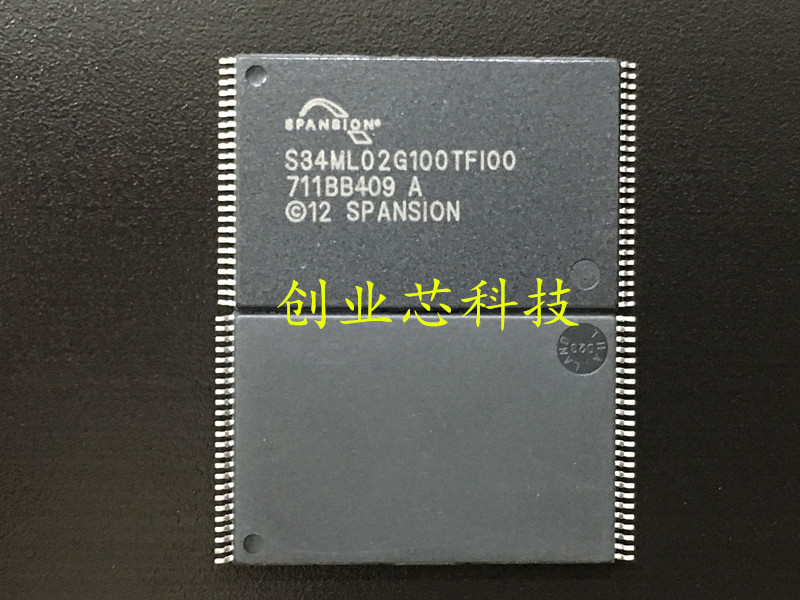 SPANSION®
S34ML02G100TFI00
711BB409 A
©12 SPANSION
创业芯科技